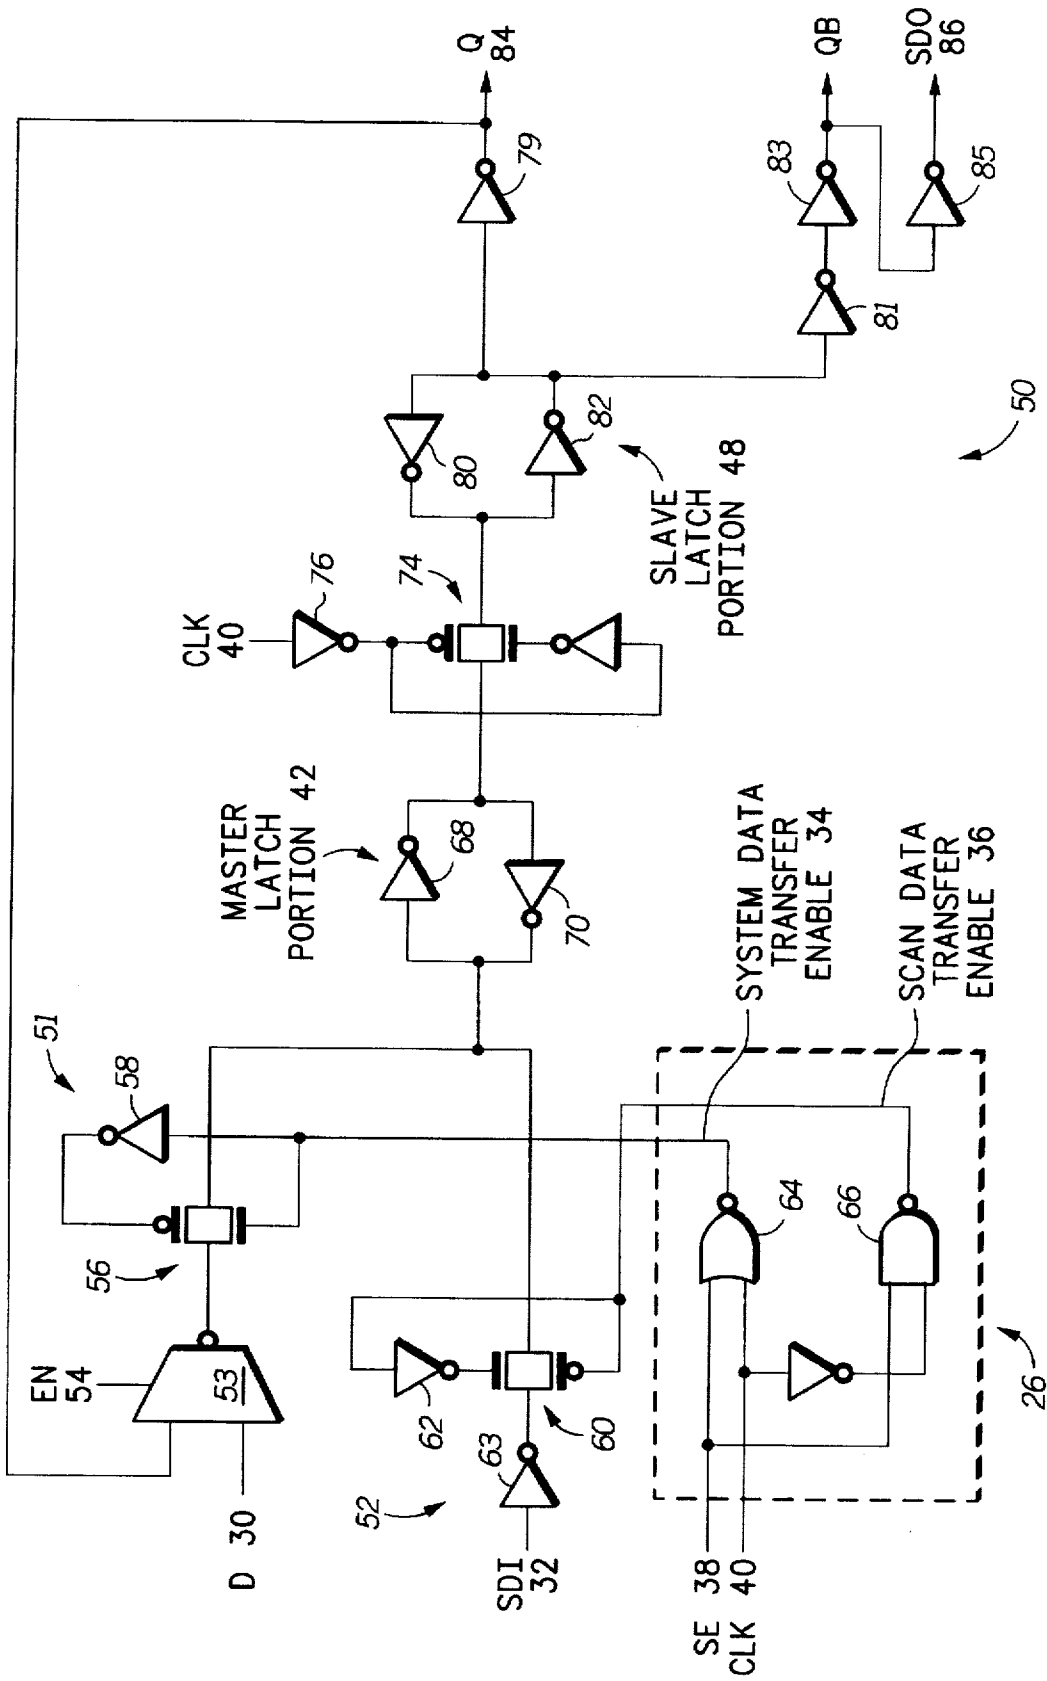 D 30
EN
54
53
56
51
58
SDI
32
52
63
62
60
SE 38
CLK 40
26
64
66
SYSTEM DATA
TRANSFER
ENABLE 34
SCAN DATA
TRANSFER
ENABLE 36
MASTER
LATCH
PORTION 42
68
70
CLK
40
76
74
SLAVE
LATCH
PORTION 48
80
82
50
79
Q
84
81
83
QB
85
SDO
86